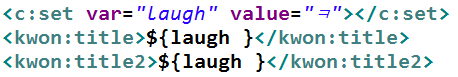 <c:set var="laugh" value="ㅋ"></c:set>
<kwon:title>${laugh }</kwon:title>
<kwon:title2>${laugh }</kwon:title2>